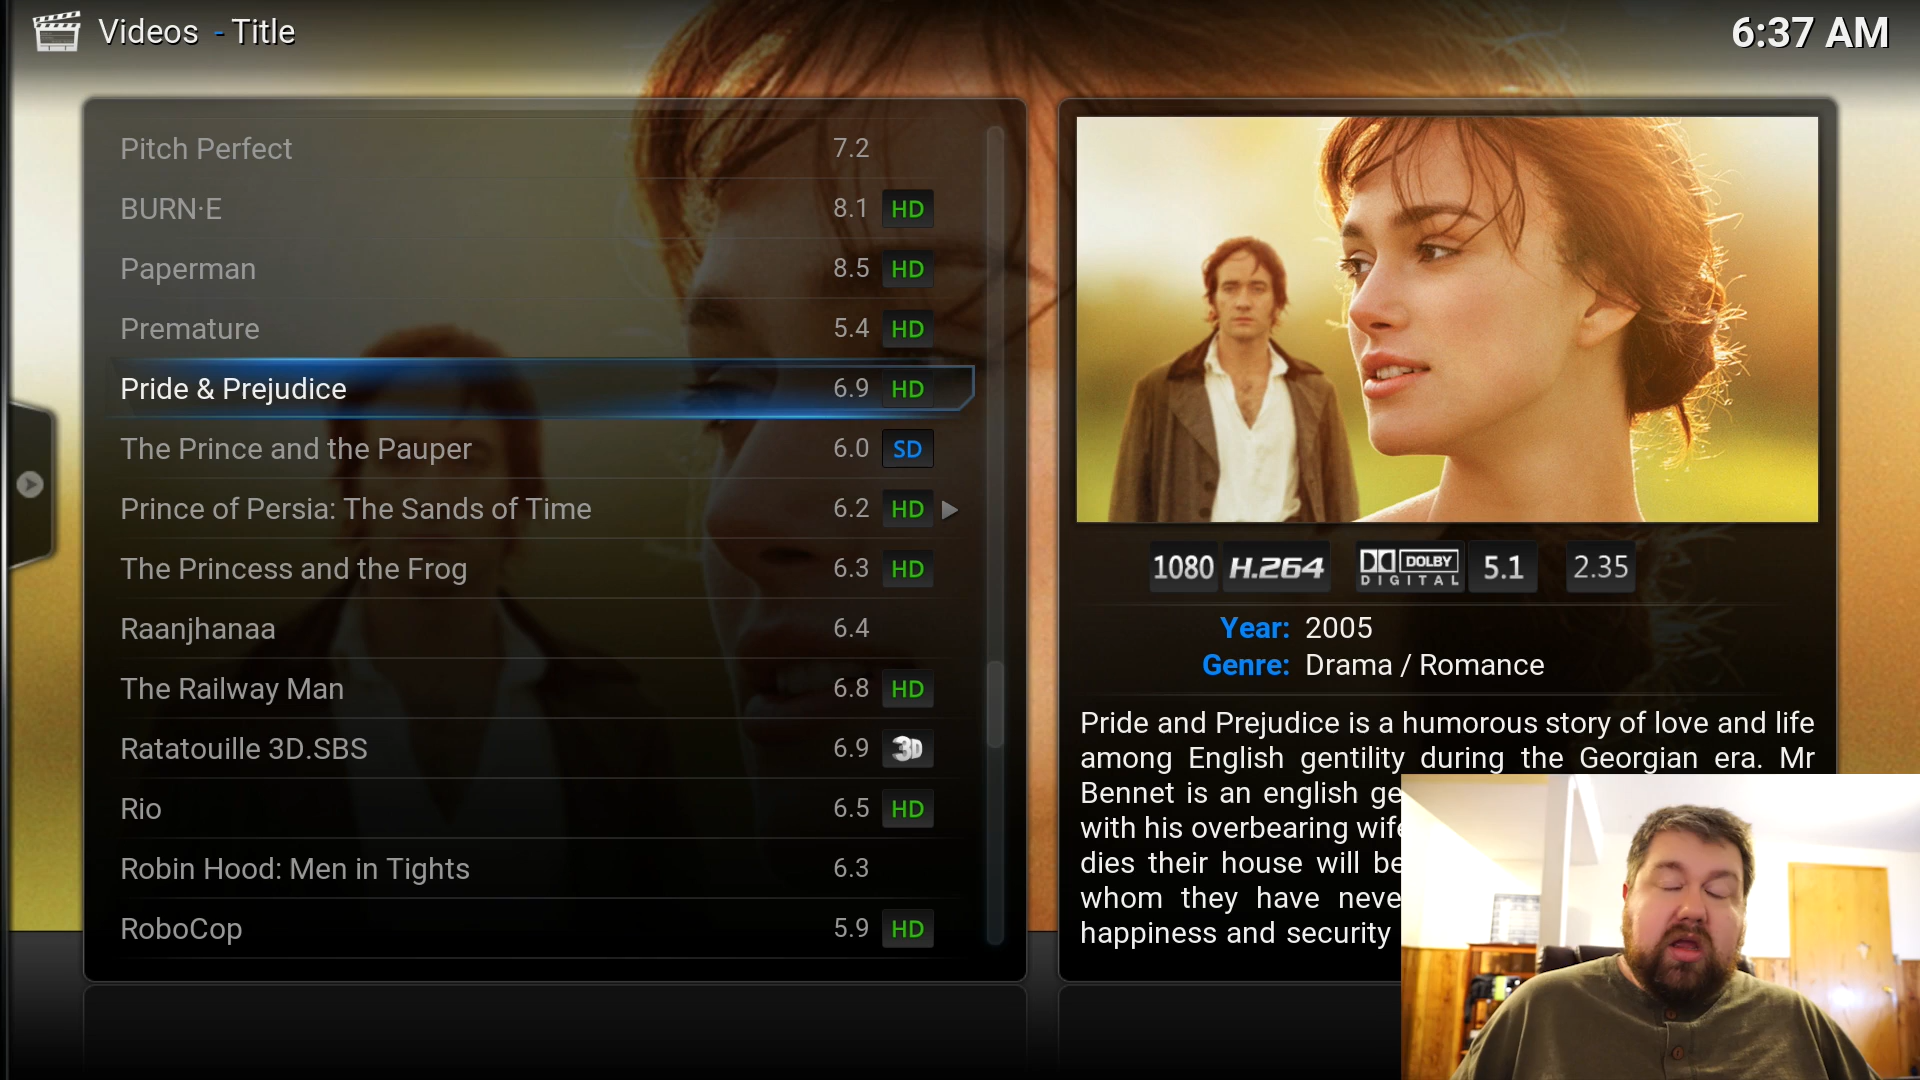 Videos - Title
6:37 AM
Pitch Perfect 7.2
BURN·E 8.1 HD
Paperman 8.5 HD
Premature 5.4 HD
Pride & Prejudice 6.9 HD
The Prince and the Pauper 6.0 SD
Prince of Persia: The Sands of Time 6.2 HD
The Princess and the Frog 6.3 HD
Raanjhanaa 6.4
The Railway Man 6.8 HD
Ratatouille 3D.SBS 6.9 3D
Rio 6.5 HD
Robin Hood: Men in Tights 6.3
RoboCop 5.9 HD
1080 H.264 DOLBY DIGITAL 5.1 2.35
Year: 2005
Genre: Drama / Romance
Pride and Prejudice is a humorous story of love and life
among English gentility during the Georgian era. Mr
Bennet is an english ge
with his overbearing wife
dies their house will be
whom they have neve
happiness and security